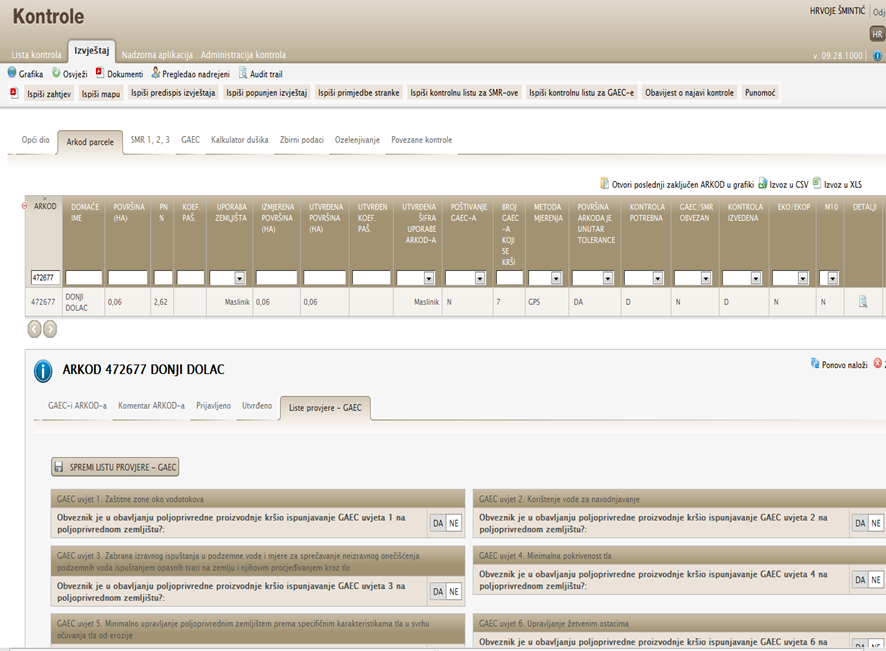 Kontrole
HRVOJE ŠMINTIĆ
HR
Lista kontrola Izvještaj Nadzorna aplikacija Administracija kontrola
v. 09.28.1000
Grafika Osvježi Dokumenti Pregledao nadrejeni Audit trail
Ispiši zahtjev Ispiši mapu Ispiši predispis izvještaja Ispiši popunjen izvještaj Ispiši primjedbe stranke Ispiši kontrolnu listu za SMR-ove Ispiši kontrolnu listu za GAEC-e Obavijest o najavi kontrole Punomoć
Opći dio Arkod parcele SMR 1, 2, 3 GAEC Kalkulator dušika Zbirni podaci Ozelenjivanje Povezane kontrole
Otvori poslednji zaključen ARKOD u grafiki Izvoz u CSV Izvoz u XLS
ARKOD DOMAĆE POVRŠINA PN KOEF. UPORABA IZMJERENA UTVRĐENA UTVRĐEN UTVRĐENA POŠTIVANJE BROJ METODA POVRŠINA KONTROLA GAEC/SMR KONTROLA EKO/EKOP M10 DETALJI
IME (HA) % PAŠ. ZEMLJIŠTA POVRŠINA POVRŠINA KOEF. ŠIFRA GAEC-A GAEC MJERENJA ARKODA JE POTREBNA OBVEZAN IZVEDENA
(HA) (HA) PAŠ. UPORABE -A UNUTAR
ARKOD-A KOJI TOLERANCE
SE
KRŠI
472677
472677 DONJI DOLAC 0,06 2,62 Maslinik 0,06 0,06 Maslinik N 7 GPS DA D N D N N
ARKOD 472677 DONJI DOLAC
Ponovo naloži
GAEC-i ARKOD-a Komentar ARKOD-a Prijavljeno Utvrđeno Liste provjere - GAEC
SPREMI LISTU PROVJERE - GAEC
GAEC uvjet 1. Zaštitne zone oko vodotokova
Obveznik je u obavljanju poljoprivredne proizvodnje kršio ispunjavanje GAEC uvjeta 1 na
poljoprivrednom zemljištu?: DA NE
GAEC uvjet 2. Korištenje vode za navodnjavanje
Obveznik je u obavljanju poljoprivredne proizvodnje kršio ispunjavanje GAEC uvjeta 2 na
poljoprivrednom zemljištu?: DA NE
GAEC uvjet 3. Zabrana izravnog ispuštanja u podzemne vode i mjere za sprečavanje neizravnog onečišćenja
podzemnih voda ispuštanjem opasnih tvari na zemlju i njihovim procjeđivanjem kroz tlo
Obveznik je u obavljanju poljoprivredne proizvodnje kršio ispunjavanje GAEC uvjeta 3 na
poljoprivrednom zemljištu?: DA NE
GAEC uvjet 4. Minimalna pokrivenost tla
Obveznik je u obavljanju poljoprivredne proizvodnje kršio ispunjavanje GAEC uvjeta 4 na
poljoprivrednom zemljištu?: DA NE
GAEC uvjet 5. Minimalno upravljanje poljoprivrednim zemljištem prema specifičnim karakteristikama tla u svrhu
očuvanja tla od erozije
GAEC uvjet 6. Upravljanje žetvenim ostacima
Obveznik je u obavljanju poljoprivredne proizvodnje kršio ispunjavanje GAEC uvjeta 6 na